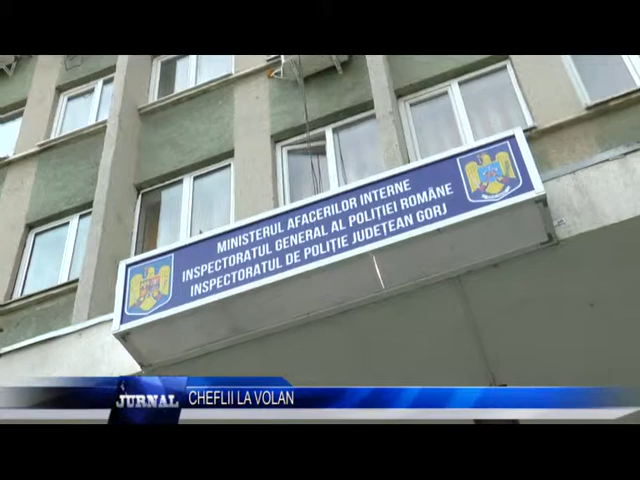 MINISTERUL AFACERILOR INTERNE
INSPECTORATUL GENERAL AL POLIȚIEI ROMÂNE
INSPECTORATUL DE POLIȚIE JUDEȚEAN GORJ
JURNAL
CHEFLII LA VOLAN